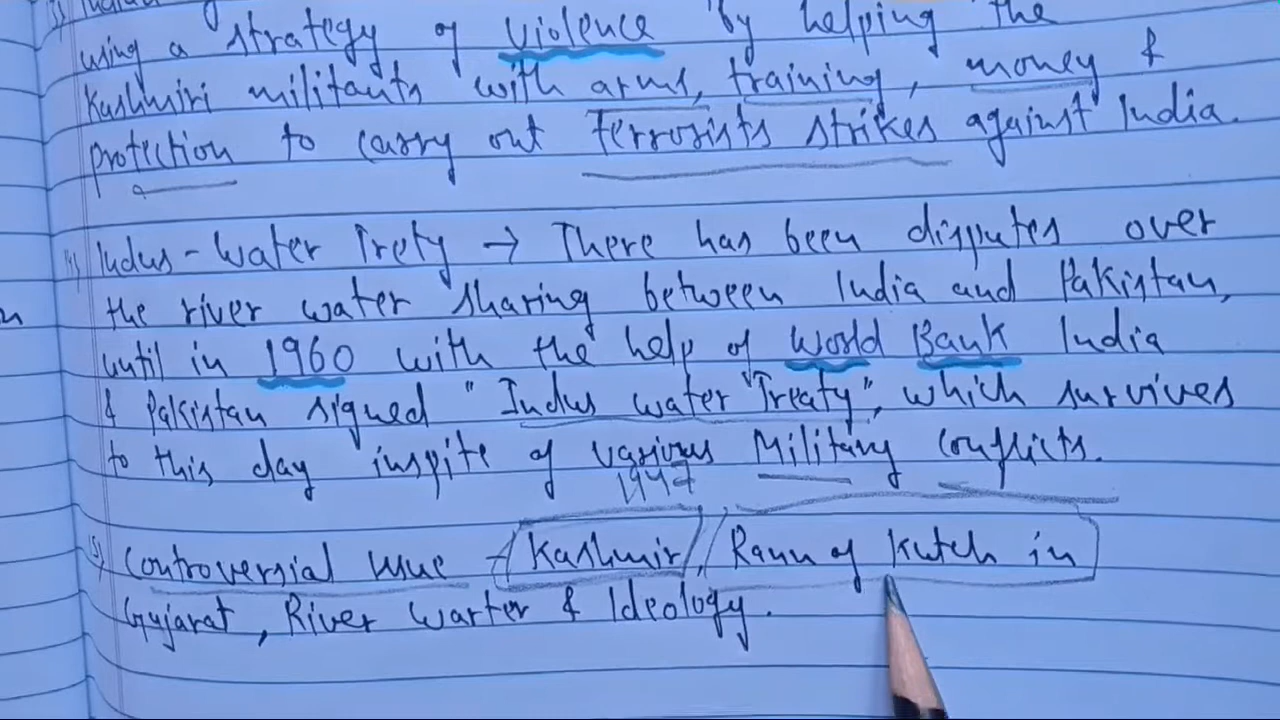 using a strategy of violence by helping the
Kashmiri militants with arms, training, money &
protection to carry out terrorists strikes against India.
Indus-water Trety → There has been disputes over
the river water sharing between India and Pakistan,
until in 1960 with the help of World Bank India
& Pakistan signed "Indus water Treaty", which survives
to this day inspite of various Military conflicts.
1947
5) Controversial issue - Kashmir, Rann of Kutch in
Gujarat, River Warter & Ideology.